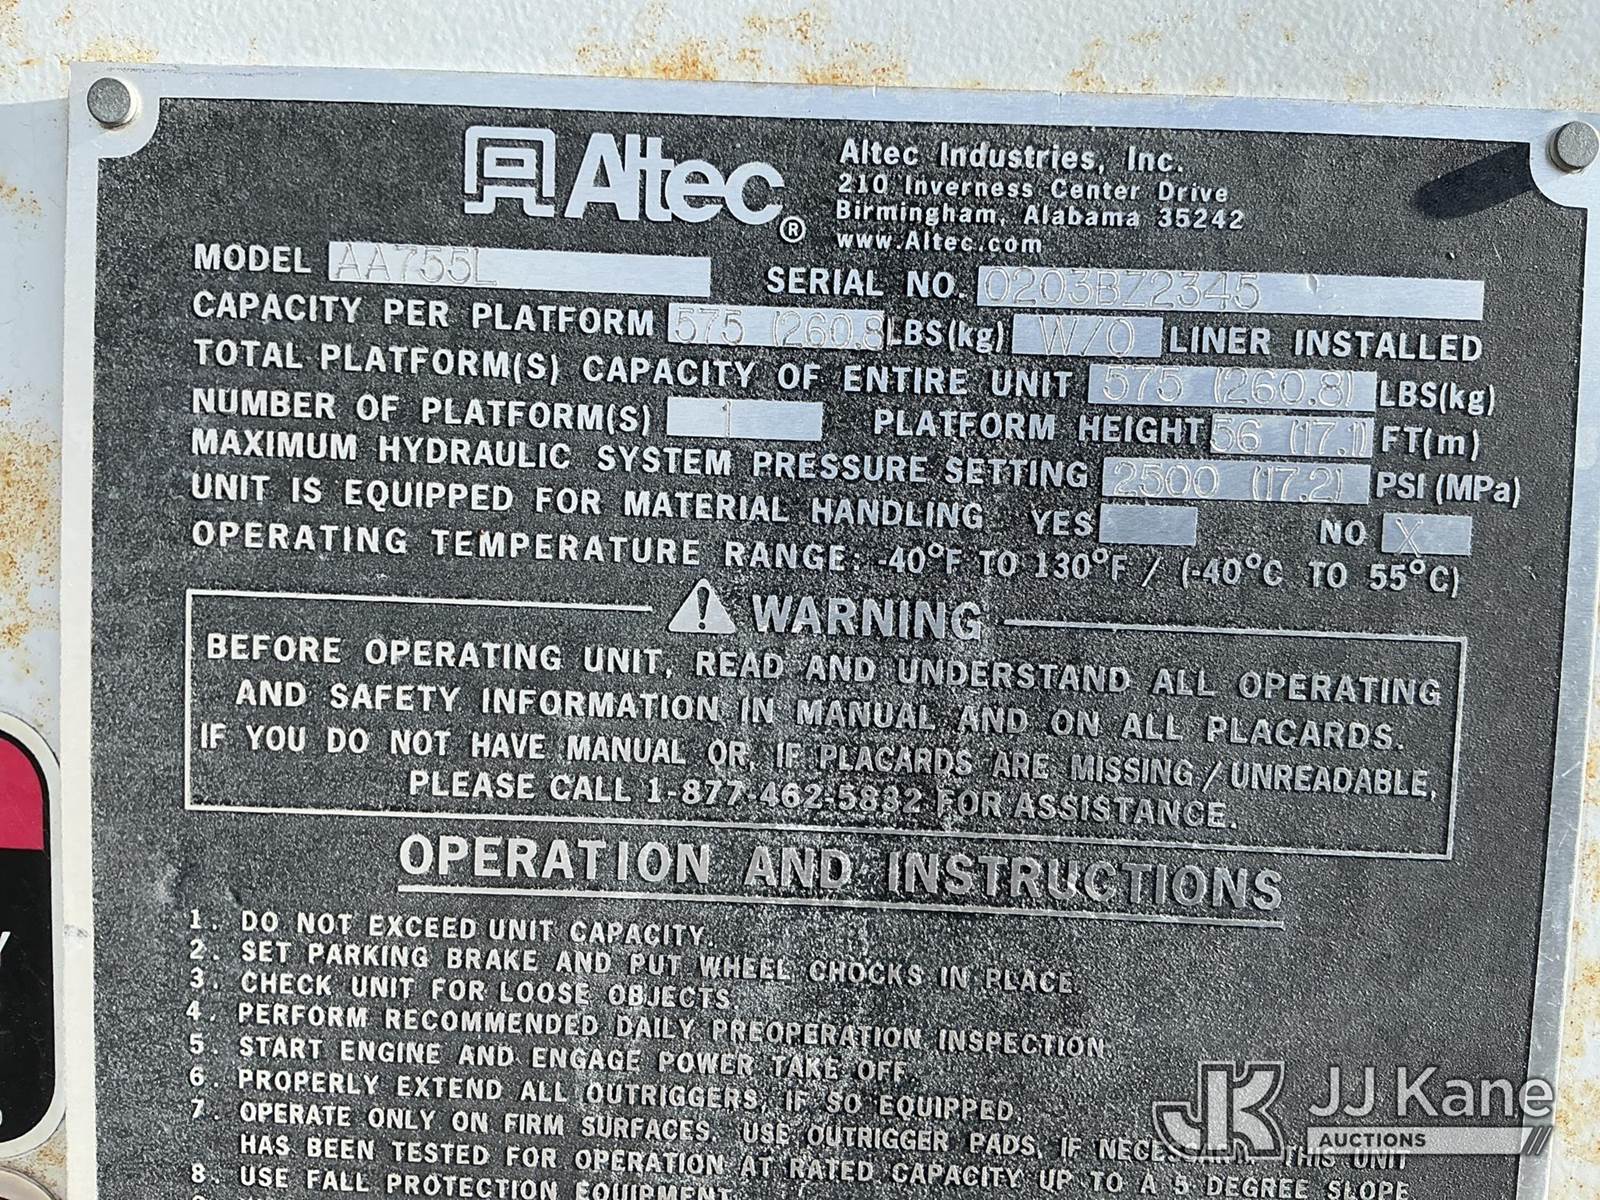 Altec®
Altec Industries, Inc.
210 Inverness Center Drive
Birmingham, Alabama 35242
www.Altec.com
MODEL AA755L SERIAL NO. 0203BZ2345
CAPACITY PER PLATFORM 575 (260.8 LBS(kg) W/O LINER INSTALLED
TOTAL PLATFORM(S) CAPACITY OF ENTIRE UNIT 575 (260.8) LBS(kg)
NUMBER OF PLATFORM(S) 1 PLATFORM HEIGHT 56 (17.1) FT(m)
MAXIMUM HYDRAULIC SYSTEM PRESSURE SETTING 2500 (17.2) PSI (MPa)
UNIT IS EQUIPPED FOR MATERIAL HANDLING YES NO X
OPERATING TEMPERATURE RANGE: -40°F TO 130°F / (-40°C TO 55°C)
WARNING
BEFORE OPERATING UNIT, READ AND UNDERSTAND ALL OPERATING
AND SAFETY INFORMATION IN MANUAL AND ON ALL PLACARDS.
IF YOU DO NOT HAVE MANUAL OR, IF PLACARDS ARE MISSING / UNREADABLE,
PLEASE CALL 1-877-462-5832 FOR ASSISTANCE.
OPERATION AND INSTRUCTIONS
1. DO NOT EXCEED UNIT CAPACITY.
2. SET PARKING BRAKE AND PUT WHEEL CHOCKS IN PLACE.
3. CHECK UNIT FOR LOOSE OBJECTS.
4. PERFORM RECOMMENDED DAILY PREOPERATION INSPECTION.
5. START ENGINE AND ENGAGE POWER TAKE OFF.
6. PROPERLY EXTEND ALL OUTRIGGERS, IF SO EQUIPPED.
7. OPERATE ONLY ON FIRM SURFACES. USE OUTRIGGER PADS, IF NECESSARY. THIS UNIT
HAS BEEN TESTED FOR OPERATION AT RATED CAPACITY UP TO A 5 DEGREE SLOPE
8. USE FALL PROTECTION EQUIPMENT.
JK JJ Kane
AUCTIONS